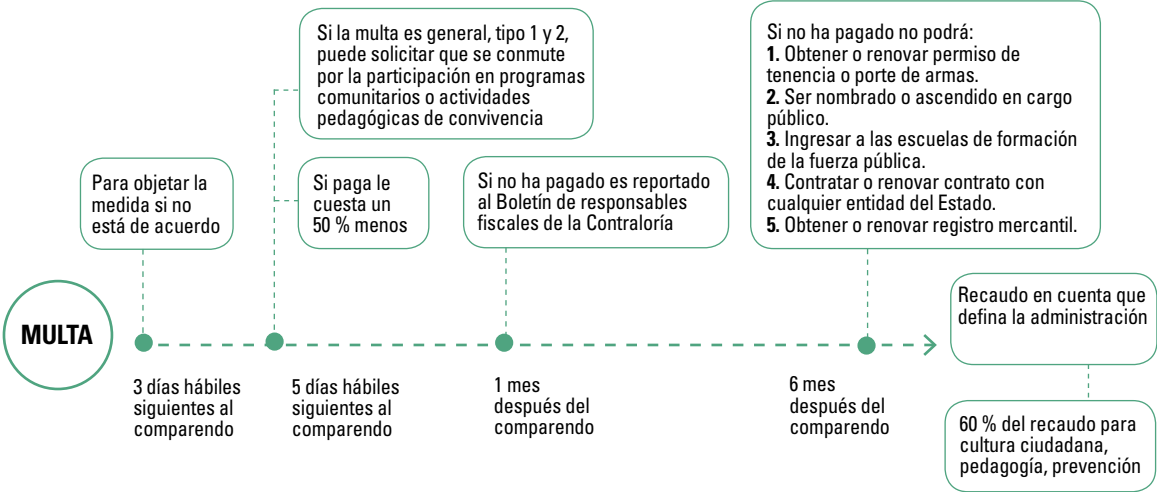 MULTA
Para objetar la
medida si no
está de acuerdo
3 días hábiles
siguientes al
comparendo
Si la multa es general, tipo 1 y 2,
puede solicitar que se conmute
por la participación en programas
comunitarios o actividades
pedagógicas de convivencia
Si paga le
cuesta un
50 % menos
5 días hábiles
siguientes al
comparendo
Si no ha pagado es reportado
al Boletín de responsables
fiscales de la Contraloría
1 mes
después del
comparendo
Si no ha pagado no podrá:
1. Obtener o renovar permiso de
tenencia o porte de armas.
2. Ser nombrado o ascendido en cargo
público.
3. Ingresar a las escuelas de formación
de la fuerza pública.
4. Contratar o renovar contrato con
cualquier entidad del Estado.
5. Obtener o renovar registro mercantil.
6 mes
después del
comparendo
Recaudo en cuenta que
defina la administración
60 % del recaudo para
cultura ciudadana,
pedagogía, prevención